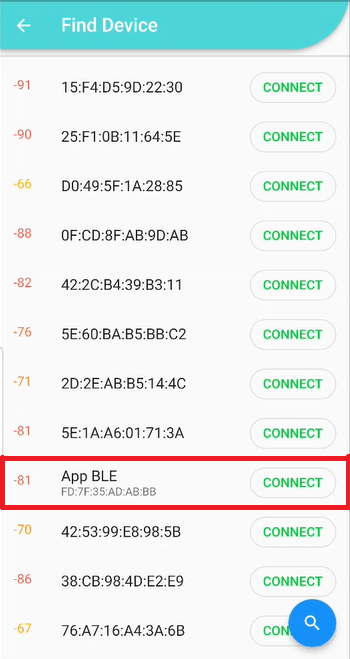 Find Device
-91 15:F4:D5:9D:22:30 CONNECT
-90 25:F1:0B:11:64:5E CONNECT
-66 D0:49:5F:1A:28:85 CONNECT
-88 0F:CD:8F:AB:9D:AB CONNECT
-82 42:2C:B4:39:B3:11 CONNECT
-76 5E:60:BA:B5:BB:C2 CONNECT
-71 2D:2E:AB:B5:14:4C CONNECT
-81 5E:1A:A6:01:71:3A CONNECT
-81 App BLE CONNECT
FD:7F:35:AD:AB:BB
-70 42:53:99:E8:98:5B CONNECT
-86 38:CB:98:4D:E2:E9 CONNECT
-67 76:A7:16:A4:3A:6B